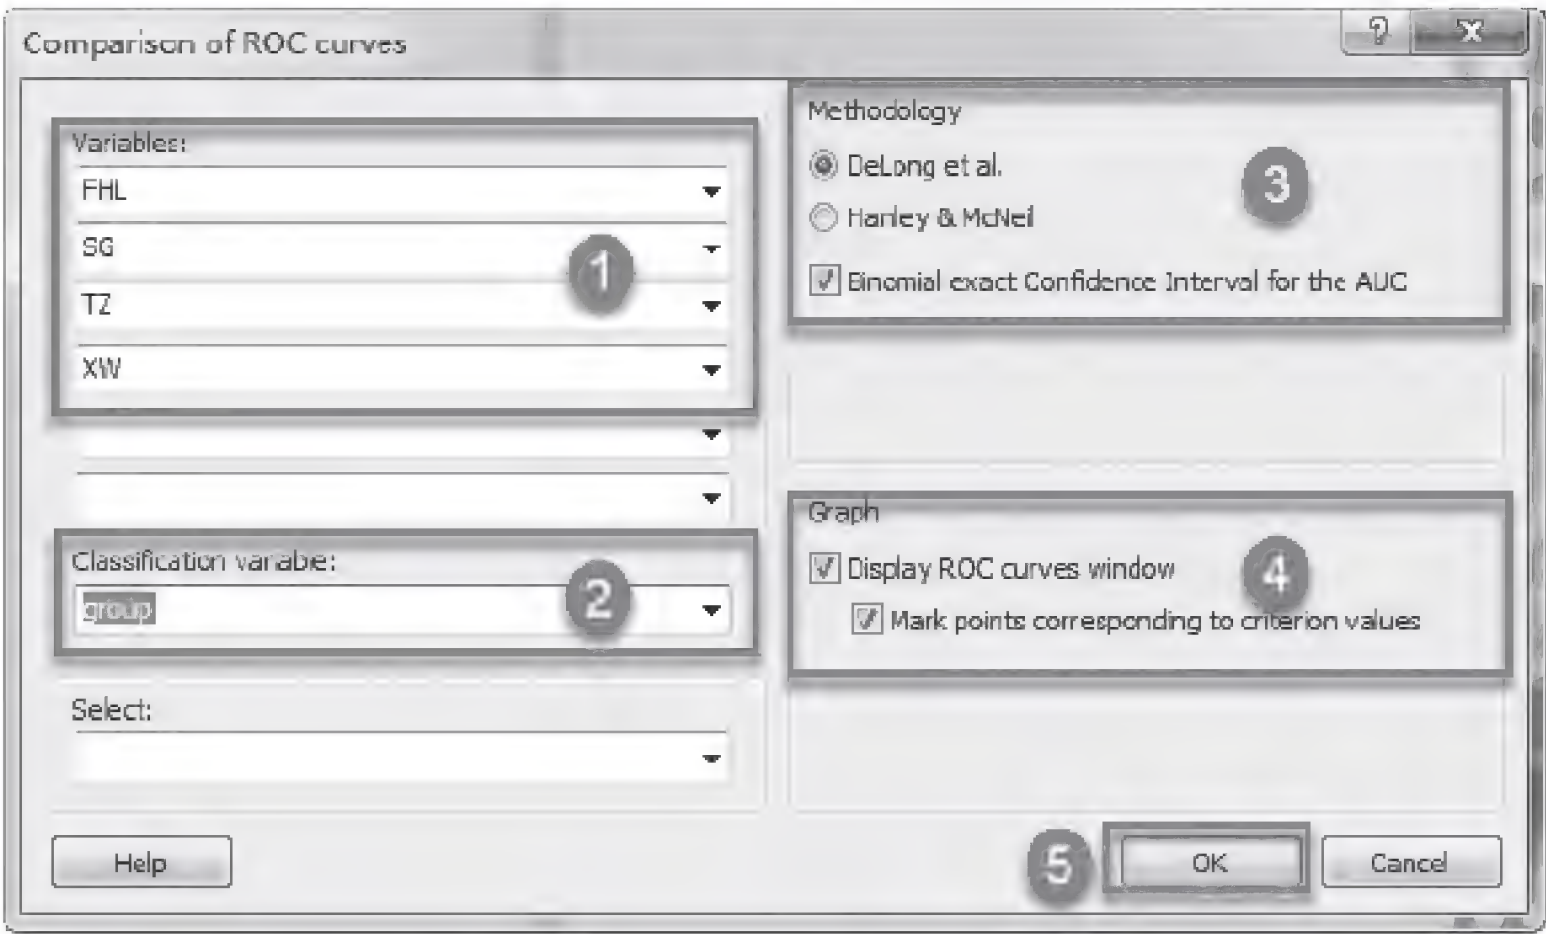 Comparison of ROC curves
?
X
Variables:
FHL
SG
TZ
XW
1
Classification variable:
group
2
Select:
Help
Methodology
DeLong et al.
Hanley & McNeil
Binomial exact Confidence Interval for the AUC
3
Graph
Display ROC curves window
Mark points corresponding to criterion values
4
5
OK
Cancel